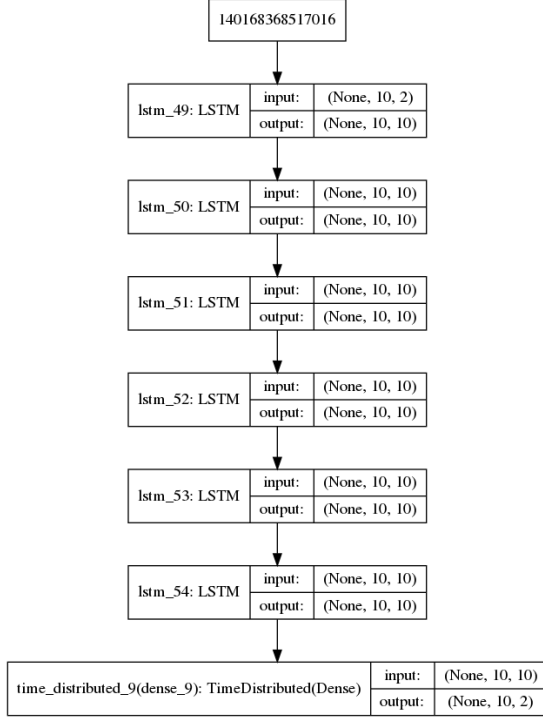 140168368517016
lstm_49: LSTM
input: (None, 10, 2)
output: (None, 10, 10)
lstm_50: LSTM
input: (None, 10, 10)
output: (None, 10, 10)
lstm_51: LSTM
input: (None, 10, 10)
output: (None, 10, 10)
lstm_52: LSTM
input: (None, 10, 10)
output: (None, 10, 10)
lstm_53: LSTM
input: (None, 10, 10)
output: (None, 10, 10)
lstm_54: LSTM
input: (None, 10, 10)
output: (None, 10, 10)
time_distributed_9(dense_9): TimeDistributed(Dense)
input: (None, 10, 10)
output: (None, 10, 2)